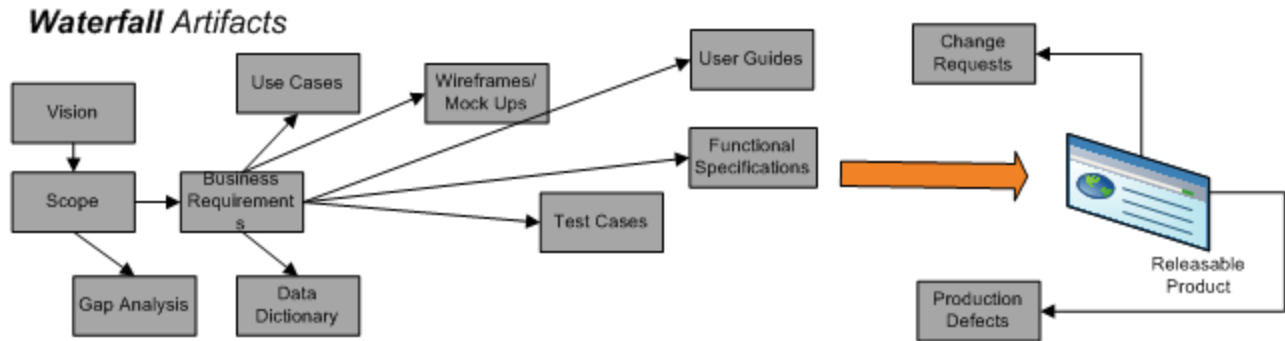 Waterfall Artifacts
Vision
Scope
Gap Analysis
Use Cases
Business
Requirement
s
Data
Dictionary
Wireframes/
Mock Ups
Test Cases
User Guides
Functional
Specifications
Change
Requests
Releasable
Product
Production
Defects